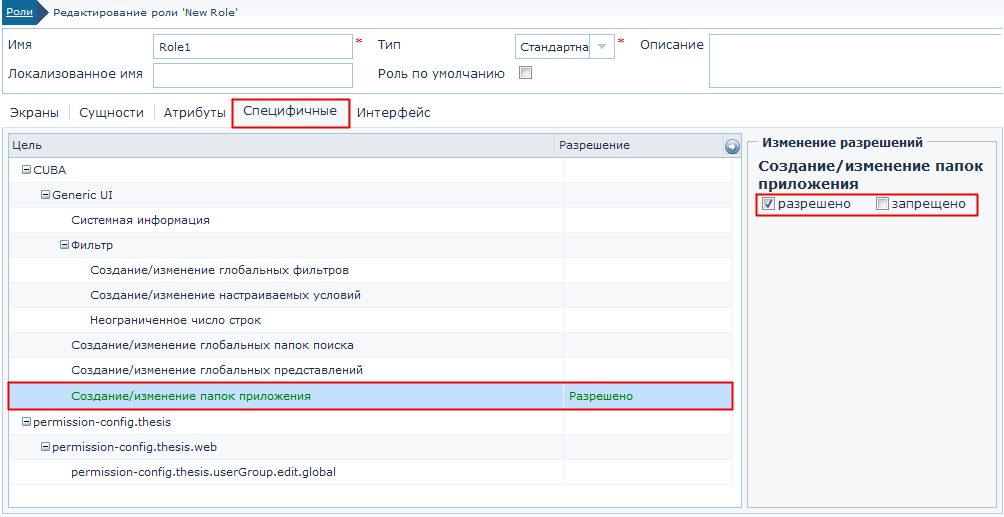 Роли Редактирование роли 'New Role'
Имя Role1 * Тип Стандартна * Описание
Локализованное имя Роль по умолчанию
Экраны Сущности Атрибуты Специфичные Интерфейс
Цель Разрешение
CUBA
Generic UI
Системная информация
Фильтр
Создание/изменение глобальных фильтров
Создание/изменение настраиваемых условий
Неограниченное число строк
Создание/изменение глобальных папок поиска
Создание/изменение глобальных представлений
Создание/изменение папок приложения Разрешено
permission-config.thesis
permission-config.thesis.web
permission-config.thesis.userGroup.edit.global
Изменение разрешений
Создание/изменение папок
приложения
разрешено запрещено